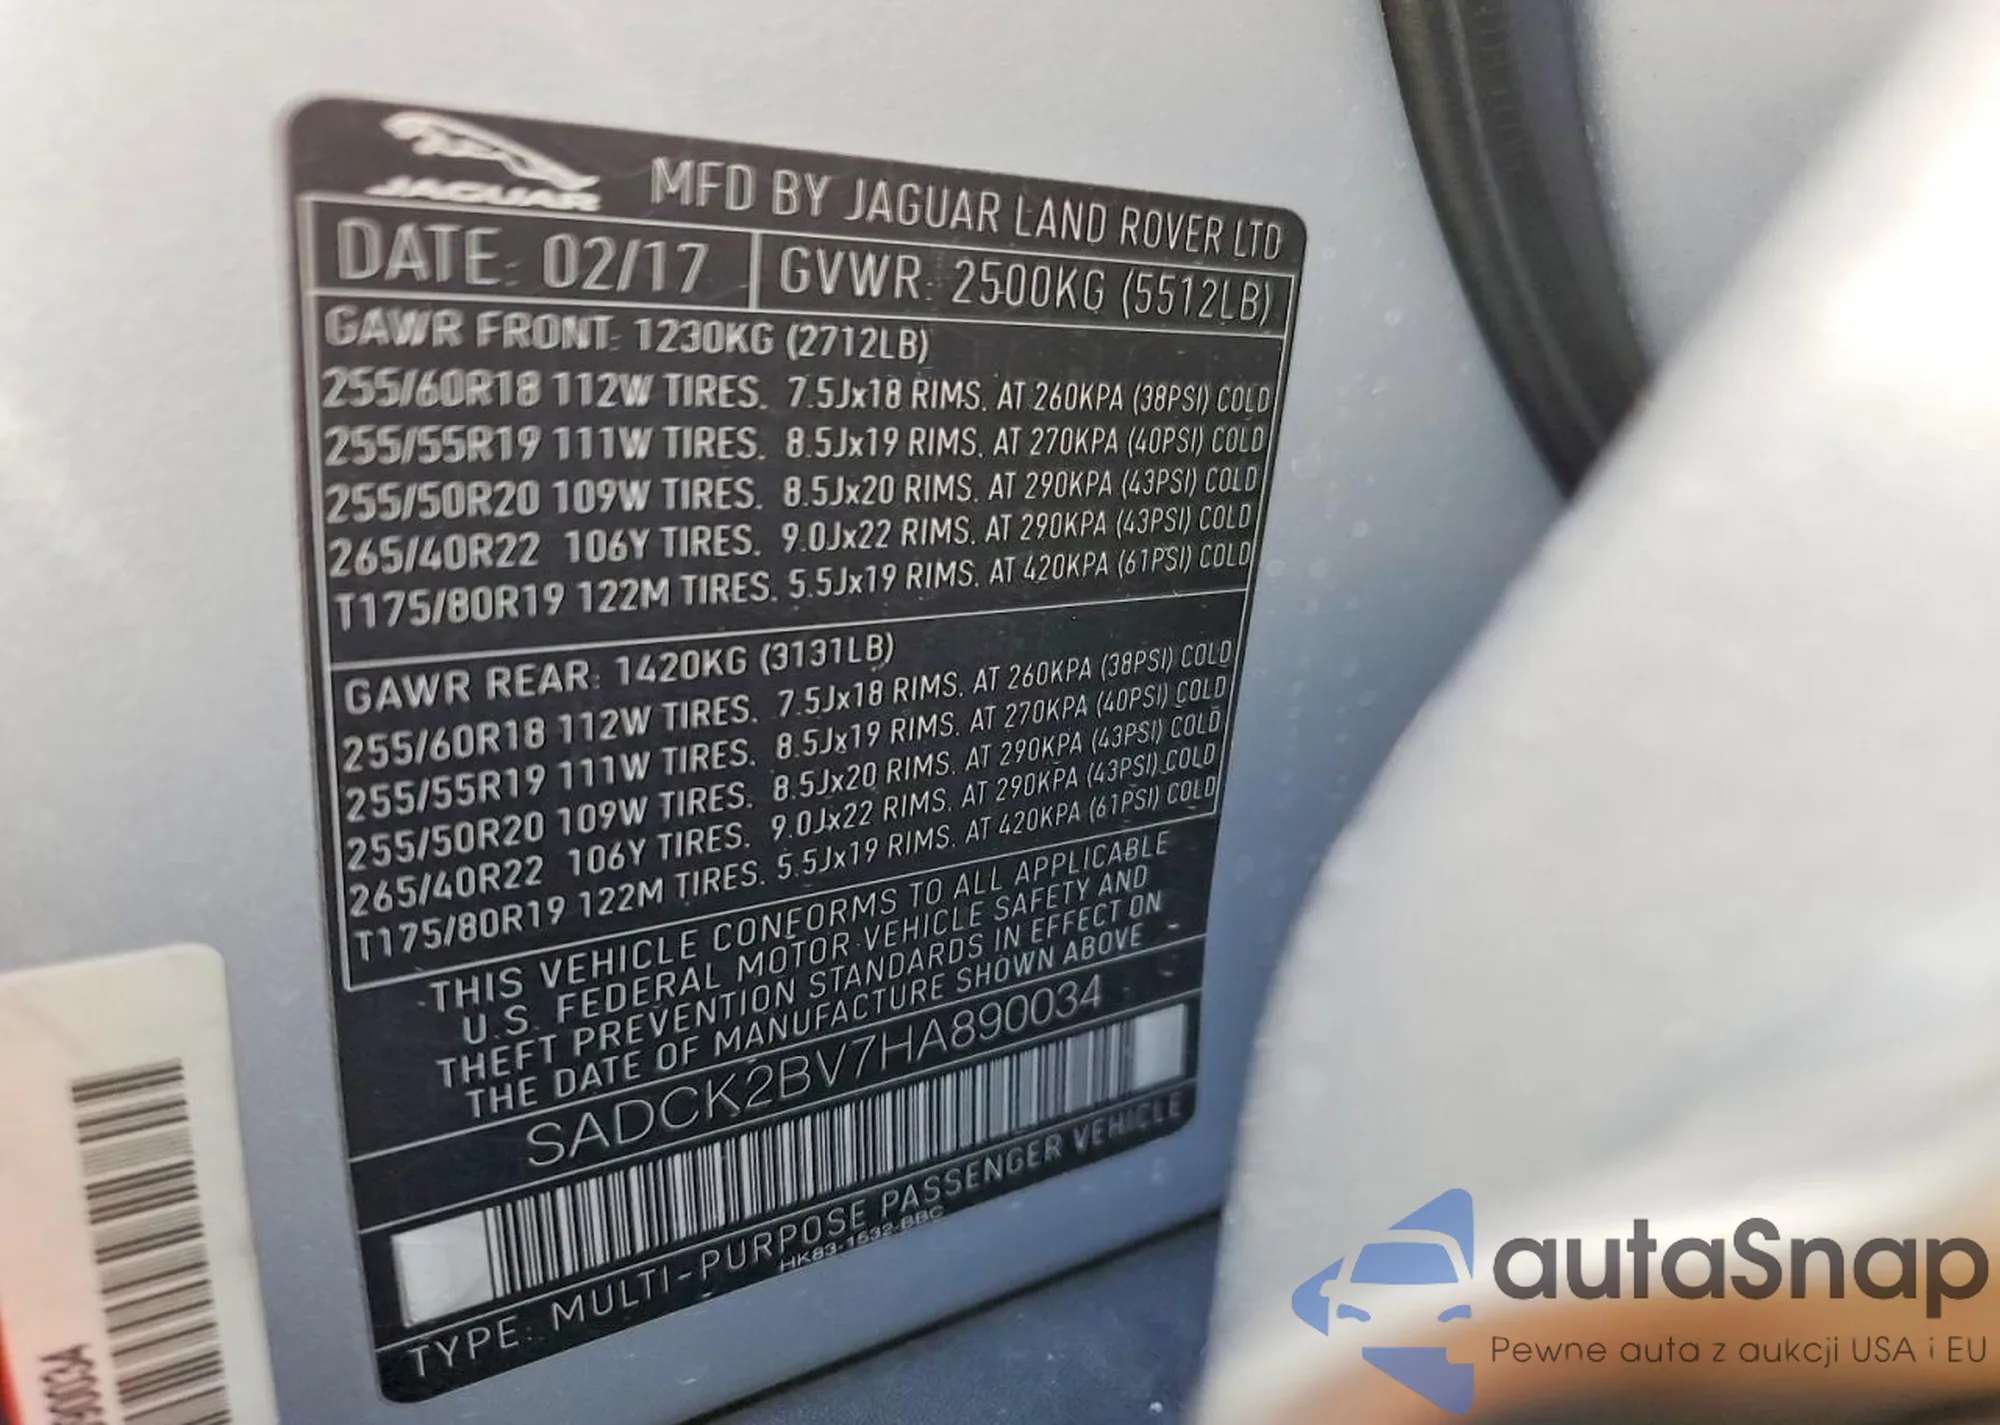 JAGUAR
MFD BY JAGUAR LAND ROVER LTD
DATE: 02/17
GVWR: 2500KG (5512LB)
GAWR FRONT: 1230KG (2712LB)
255/60R18 112W TIRES. 7.5Jx18 RIMS. AT 260KPA (38PSI) COLD
255/55R19 111W TIRES. 8.5Jx19 RIMS. AT 270KPA (40PSI) COLD
255/50R20 109W TIRES. 8.5Jx20 RIMS. AT 290KPA (43PSI) COLD
265/40R22 106Y TIRES. 9.0Jx22 RIMS. AT 290KPA (43PSI) COLD
T175/80R19 122M TIRES. 5.5Jx19 RIMS. AT 420KPA (61PSI) COLD
GAWR REAR: 1420KG (3131LB)
255/60R18 112W TIRES. 7.5Jx18 RIMS. AT 260KPA (38PSI) COLD
255/55R19 111W TIRES. 8.5Jx19 RIMS. AT 270KPA (40PSI) COLD
255/50R20 109W TIRES. 8.5Jx20 RIMS. AT 290KPA (43PSI) COLD
265/40R22 106Y TIRES. 9.0Jx22 RIMS. AT 290KPA (43PSI) COLD
T175/80R19 122M TIRES. 5.5Jx19 RIMS. AT 420KPA (61PSI) COLD
THIS VEHICLE CONFORMS TO ALL APPLICABLE
U.S. FEDERAL MOTOR VEHICLE SAFETY AND
THEFT PREVENTION STANDARDS IN EFFECT ON
THE DATE OF MANUFACTURE SHOWN ABOVE
SADCK2BV7HA890034
TYPE: MULTI-PURPOSE PASSENGER VEHICLE
HK83-1532-BBC
autaSnap
Pewne auta z aukcji USA i EU